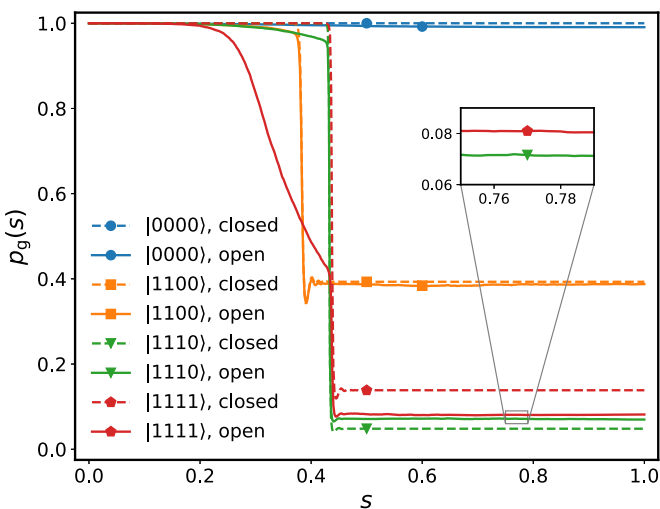 1.0
0.8
0.6
0.4
0.2
0.0
p_g(s)
0.08
0.06
0.76 0.78
|0000⟩, closed
|0000⟩, open
|1100⟩, closed
|1100⟩, open
|1110⟩, closed
|1110⟩, open
|1111⟩, closed
|1111⟩, open
0.0 0.2 0.4 0.6 0.8 1.0
s